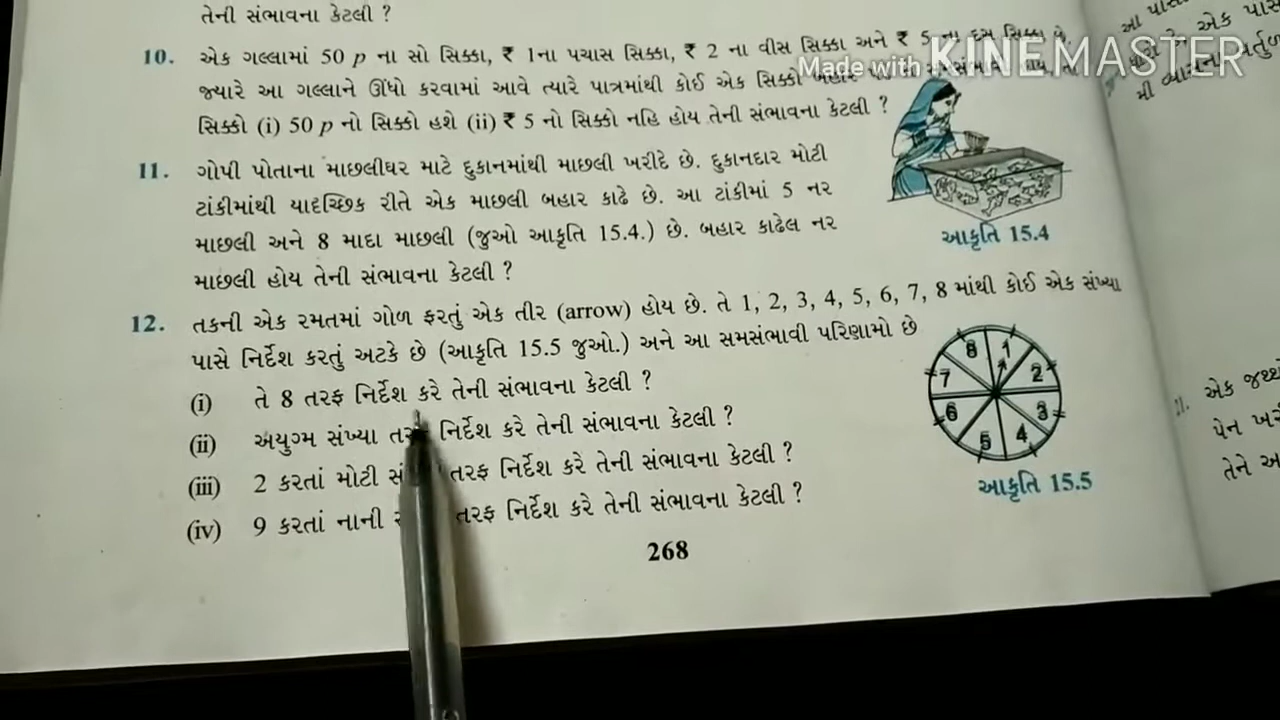 તેની સંભાવના કેટલી ?
10. એક ગલ્લામાં 50 p ના સો સિક્કા, ₹ 1ના પચાસ સિક્કા, ₹ 2 ના વીસ સિક્કા અને ₹ 5 ના દસ સિક્કા
જ્યારે આ ગલ્લાને ઊંધો કરવામાં આવે ત્યારે પાત્રમાંથી કોઈ એક સિક્કો બહાર
સિક્કો (i) 50 p નો સિક્કો હશે (ii) ₹ 5 નો સિક્કો નહિ હોય તેની સંભાવના કેટલી ?
Made with KINEMASTER
11. ગોપી પોતાના માછલીઘર માટે દુકાનમાંથી માછલી ખરીદે છે. દુકાનદાર મોટી
ટાંકીમાંથી યાદચ્છિક રીતે એક માછલી બહાર કાઢે છે. આ ટાંકીમાં 5 નર
માછલી અને 8 માદા માછલી (જુઓ આકૃતિ 15.4.) છે. બહાર કાઢેલ નર
માછલી હોય તેની સંભાવના કેટલી ?
આકૃતિ 15.4
12. તકની એક રમતમાં ગોળ ફરતું એક તીર (arrow) હોય છે. તે 1, 2, 3, 4, 5, 6, 7, 8 માંથી કોઈ એક સંખ્યા
પાસે નિર્દેશ કરતું અટકે છે (આકૃતિ 15.5 જુઓ.) અને આ સમસંભાવી પરિણામો છે
(i) તે 8 તરફ નિર્દેશ કરે તેની સંભાવના કેટલી ?
(ii) અયુગ્મ સંખ્યા નિર્દેશ કરે તેની સંભાવના કેટલી ?
(iii) 2 કરતાં મોટી તરફ નિર્દેશ કરે તેની સંભાવના કેટલી ?
(iv) 9 કરતાં નાની તરફ નિર્દેશ કરે તેની સંભાવના કેટલી ?
8 1
7 2
6 3
5 4
આકૃતિ 15.5
268
એક પાસ
એક જથ્થ